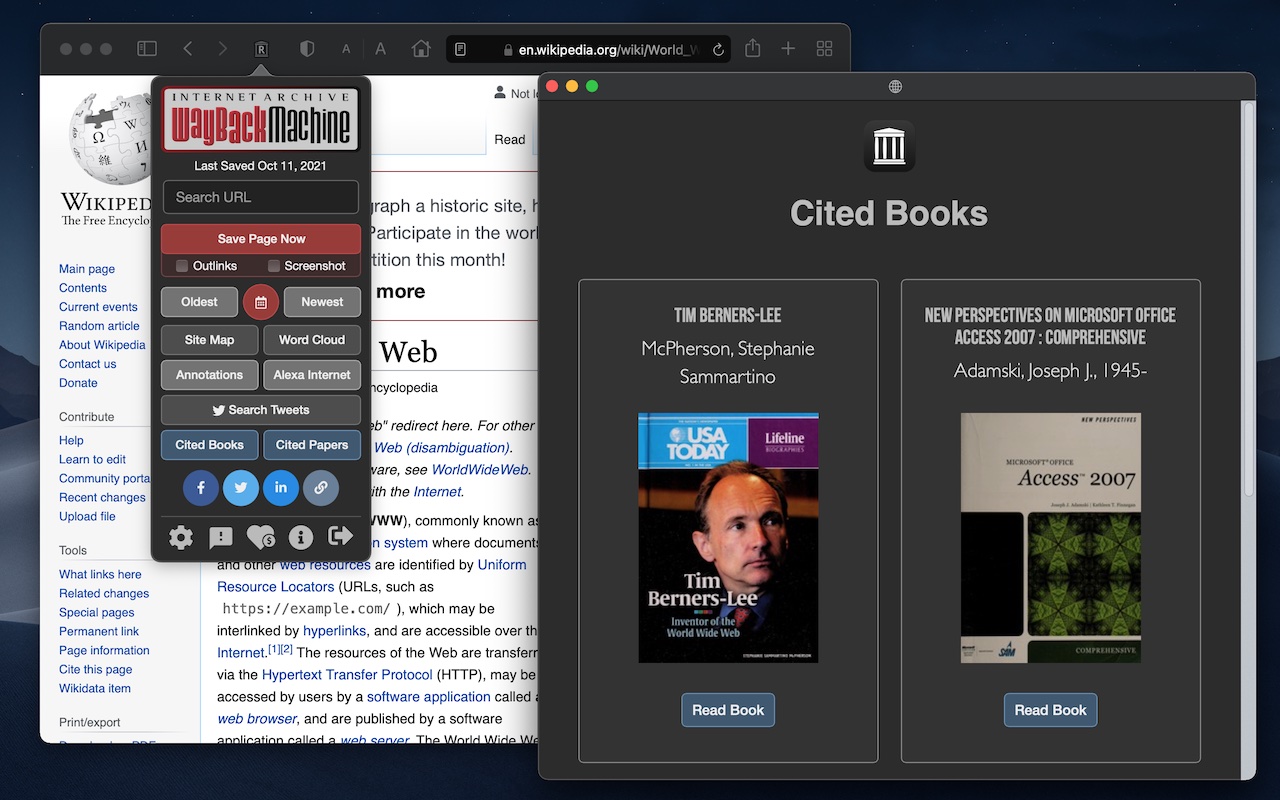 R
A
A
en.wikipedia.org/wiki/World_W
WIKIPED
The Free Encyclo
Main page
Contents
Current events
Random article
About Wikipedia
Contact us
Donate
Contribute
Help
Learn to edit
Community porta
Recent changes
Upload file
Tools
What links here
Related changes
Special pages
Permanent link
Page information
Cite this page
Wikidata item
Print/export
INTERNET ARCHIVE
WayBackMachine
Last Saved Oct 11, 2021
Search URL
Save Page Now
Outlinks
Screenshot
Oldest
Newest
Site Map
Word Cloud
Annotations
Alexa Internet
Search Tweets
Cited Books
Cited Papers
Not lo
Read
graph a historic site, h
Participate in the worl
tition this month!
more
Web
ncyclopedia
eb" redirect here. For other
Web (disambiguation).
ware, see WorldWideWeb.
with the Internet.
WWW), commonly known as
n system where documents
and other web resources are identified by Uniform
Resource Locators (URLs, such as
https://example.com/ ), which may be
interlinked by hyperlinks, and are accessible over th
Internet.[1][2] The resources of the Web are transferr
via the Hypertext Transfer Protocol (HTTP), may be
accessed by users by a software application called a
web browser, and are published by a software
application called a web server. The World Wide We
Cited Books
TIM BERNERS-LEE
McPherson, Stephanie
Sammartino
USA
TODAY
Lifeline
BIOGRAPHIES
Tim
Berners-Lee
Inventor of the
World Wide Web
STEPHANIE SAMMARTINO MCPHERSON
Read Book
NEW PERSPECTIVES ON MICROSOFT OFFICE
ACCESS 2007 : COMPREHENSIVE
Adamski, Joseph J., 1945-
NEW PERSPECTIVES
MICROSOFT® OFFICE
Access™ 2007
Joseph J. Adamski | Kathleen T. Finnegan
SAM
COMPREHENSIVE
Read Book